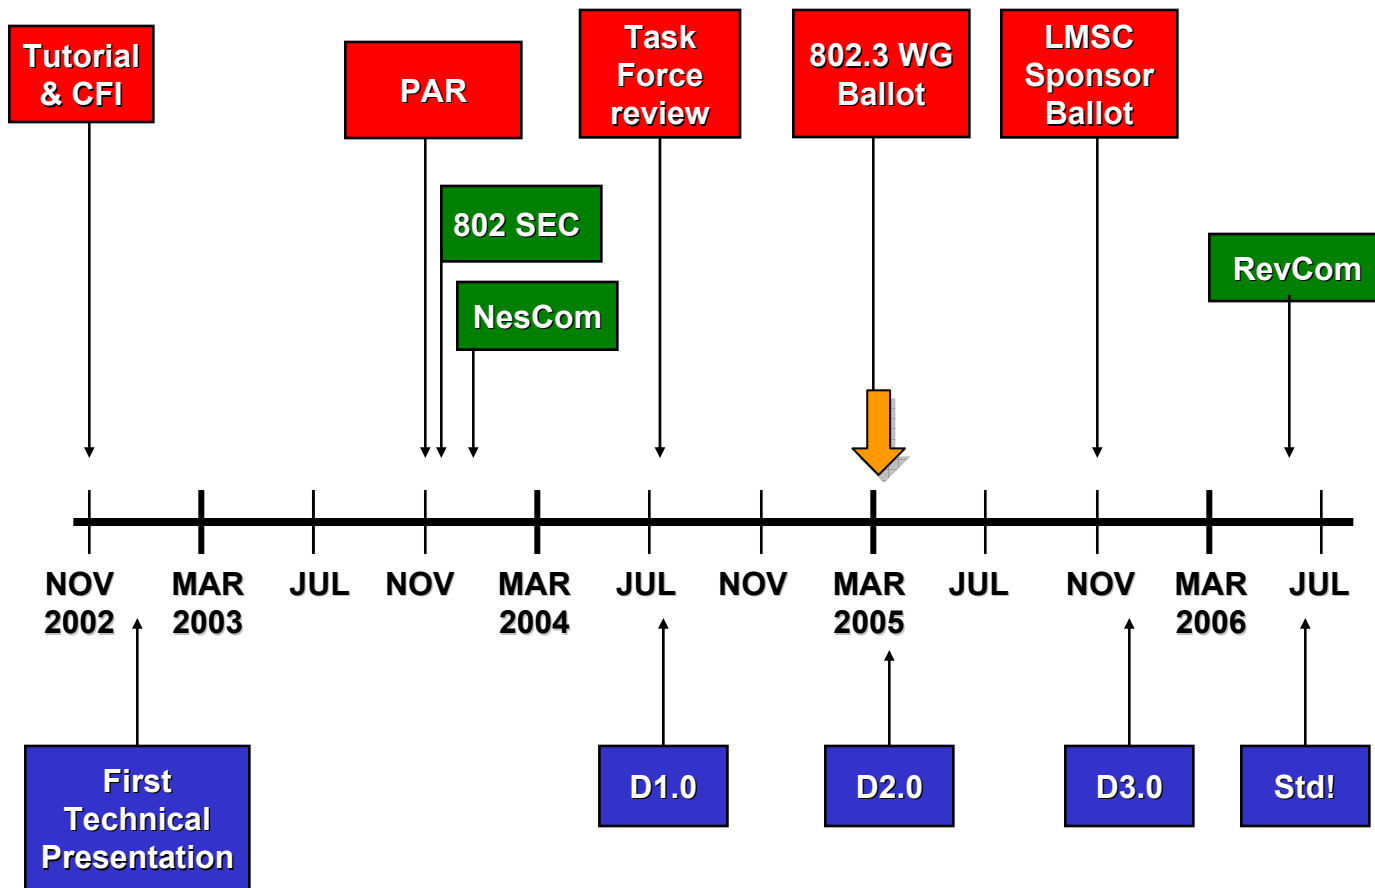 Tutorial
& CFI
PAR
Task
Force
review
802.3 WG
Ballot
LMSC
Sponsor
Ballot
802 SEC
NesCom
RevCom
NOV
2002
MAR
2003
JUL
NOV
MAR
2004
JUL
NOV
MAR
2005
JUL
NOV
MAR
2006
JUL
First
Technical
Presentation
D1.0
D2.0
D3.0
Std!